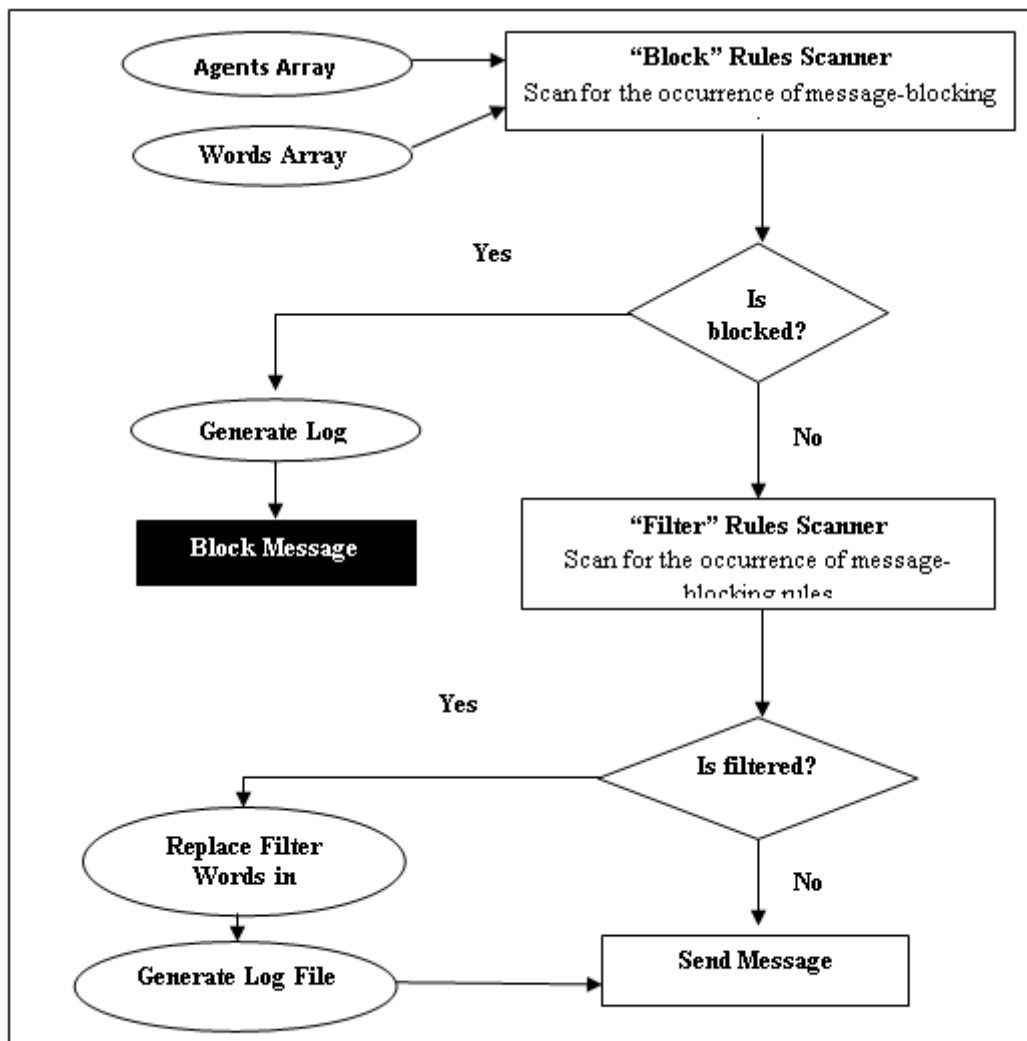 Agents Array
“Block” Rules Scanner
Scan for the occurrence of message-blocking
Words Array
Yes
Is
blocked?
Generate Log
No
Block Message
“Filter” Rules Scanner
Scan for the occurrence of message-
blocking rules
Yes
Is filtered?
Replace Filter
Words in
No
Generate Log File
Send Message